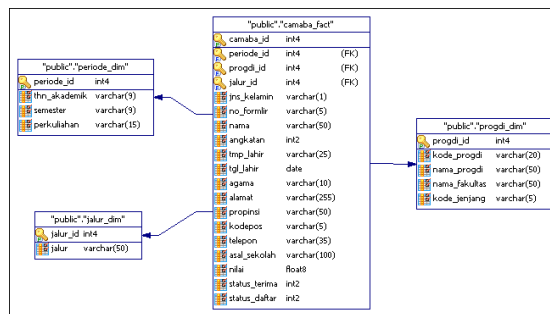 "public"."camaba_fact"
camaba_id int4
periode_id int4 (FK)
progdi_id int4 (FK)
jalur_id int4 (FK)
jns_kelamin varchar(1)
no_formlir varchar(5)
nama varchar(50)
angkatan int2
tmp_lahir varchar(25)
tgl_lahir date
agama varchar(10)
alamat varchar(255)
propinsi varchar(50)
kodepos varchar(5)
telepon varchar(35)
asal_sekolah varchar(100)
nilai float8
status_terima int2
status_daftar int2
"public"."periode_dim"
periode_id int4
thn_akademik varchar(9)
semester varchar(9)
perkuliahan varchar(15)
"public"."jalur_dim"
jalur_id int4
jalur varchar(50)
"public"."progdi_dim"
progdi_id int4
kode_progdi varchar(20)
nama_progdi varchar(50)
nama_fakultas varchar(50)
kode_jenjang varchar(5)